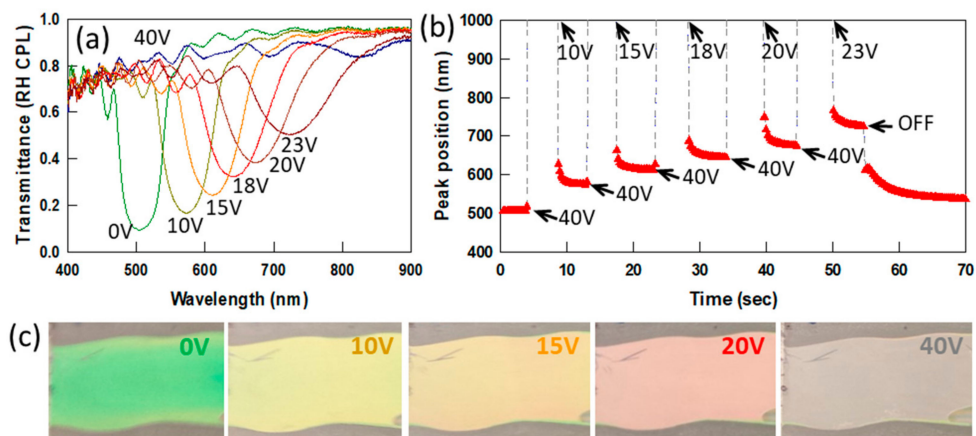 (a)
Transmittance (RH CPL)
1.0
0.8
0.6
0.4
0.2
0.0
400 500 600 700 800 900
Wavelength (nm)
40V
0V
10V
15V
18V
20V
23V
(b)
Peak position (nm)
1000
900
800
700
600
500
400
0 10 20 30 40 50 60 70
Time (sec)
10V 15V 18V 20V 23V
40V 40V 40V 40V 40V
OFF
(c)
0V 10V 15V 20V 40V